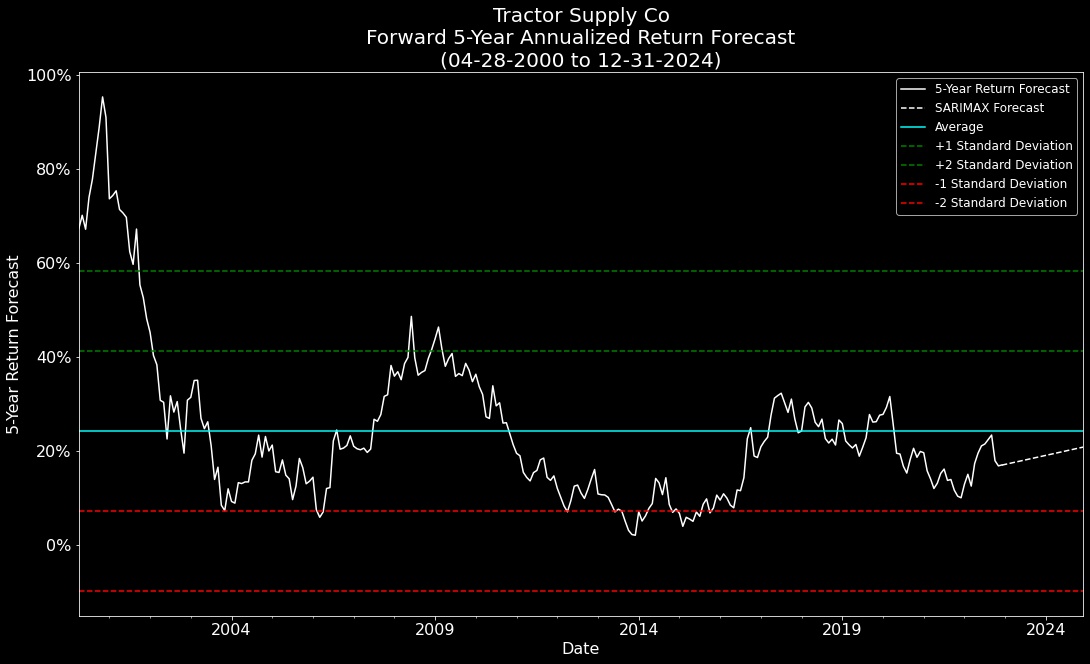 Tractor Supply Co
Forward 5-Year Annualized Return Forecast
(04-28-2000 to 12-31-2024)
5-Year Return Forecast
SARIMAX Forecast
Average
+1 Standard Deviation
+2 Standard Deviation
-1 Standard Deviation
-2 Standard Deviation
100%
80%
60%
40%
20%
0%
5-Year Return Forecast
2004
2009
2014
2019
2024
Date